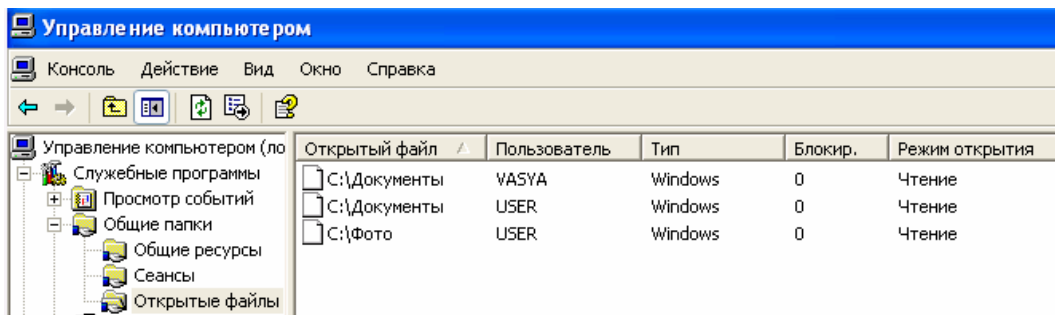 Управление компьютером
Консоль Действие Вид Окно Справка
Управление компьютером (ло
Служебные программы
Просмотр событий
Общие папки
Общие ресурсы
Сеансы
Открытые файлы
Открытый файл Пользователь Тип Блокир. Режим открытия
C:\Документы VASYA Windows 0 Чтение
C:\Документы USER Windows 0 Чтение
C:\Фото USER Windows 0 Чтение